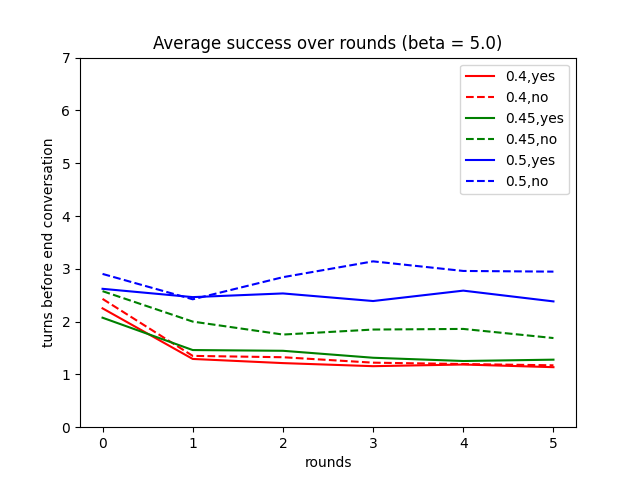 Average success over rounds (beta = 5.0)
turns before end conversation
7
6
5
4
3
2
1
0
0.4,yes
0.4,no
0.45,yes
0.45,no
0.5,yes
0.5,no
0 1 2 3 4 5
rounds